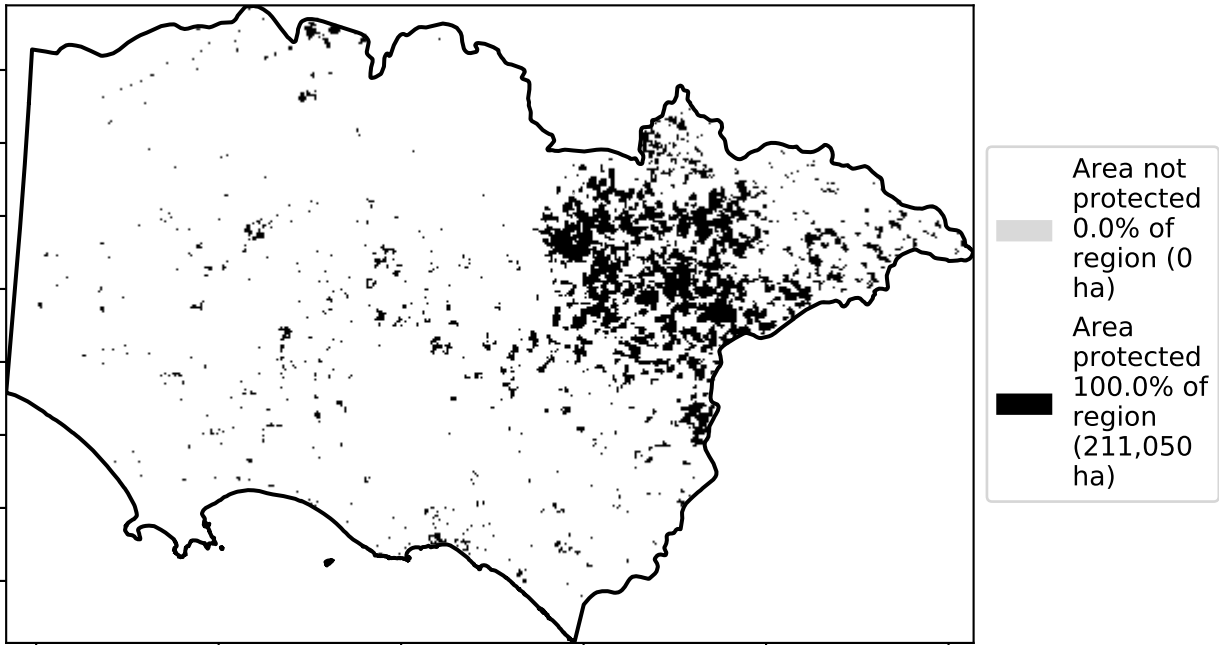 Area not
protected
0.0% of
region (0
ha)
Area
protected
100.0% of
region
(211,050
ha)